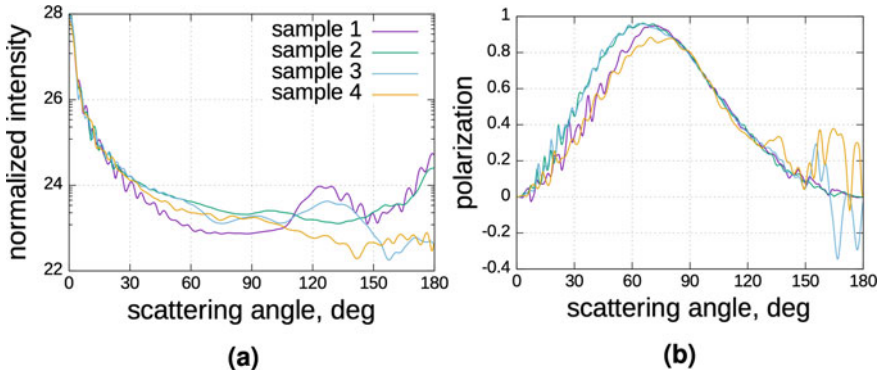 28
26
24
23
22
normalized intensity
sample 1
sample 2
sample 3
sample 4
0 30 60 90 120 150 180
scattering angle, deg
(a)
1
0.8
0.6
0.4
0.2
0
-0.2
-0.4
polarization
0 30 60 90 120 150 180
scattering angle, deg
(b)